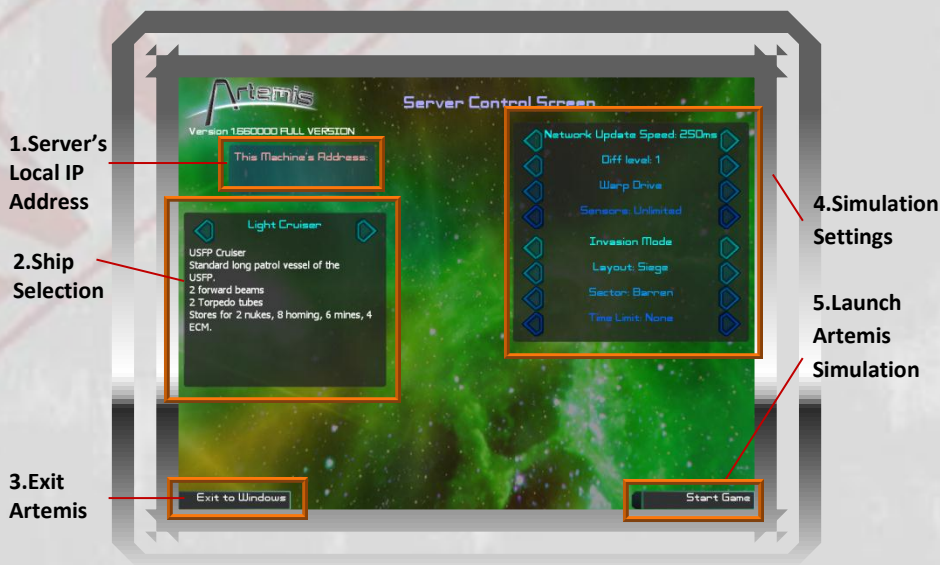 Artemis
Server Control Screen
Version 1.660000 FULL VERSION
1.Server's
Local IP
Address
This Machine's Address:
2.Ship
Selection
Light Cruiser
USFP Cruiser
Standard long patrol vessel of the
USFP.
2 forward beams
2 Torpedo tubes
Stores for 2 nukes, 8 homing, 6 mines, 4
ECM.
3.Exit
Artemis
Exit to Windows
Network Update Speed: 250ms
Diff level: 1
Warp Drive
Sensors: Unlimited
Invasion Mode
Layout: Siege
Sector: Barren
Time Limit: None
4.Simulation
Settings
5.Launch
Artemis
Simulation
Start Game